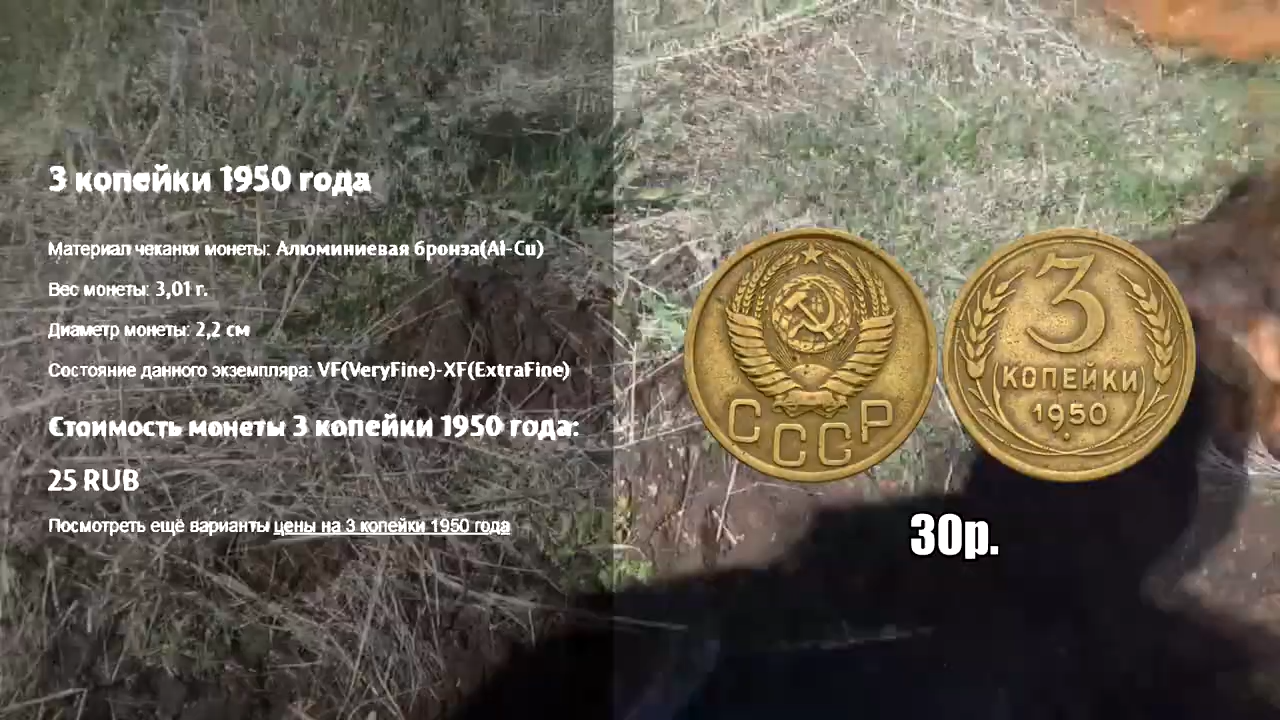 3 копейки 1950 года
Материал чеканки монеты: Алюминиевая бронза(Al-Cu)
Вес монеты: 3,01 г.
Диаметр монеты: 2,2 см
Состояние данного экземпляра: VF(VeryFine)-XF(ExtraFine)
Стоимость монеты 3 копейки 1950 года:
25 RUB
Посмотреть ещё варианты цены на 3 копейки 1950 года
СССР
3
КОПЕЙКИ
1950
30р.